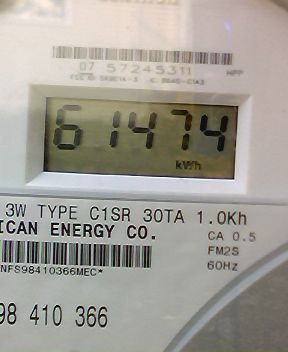 07 57245311 HPP
61474
kWh
3W TYPE C1SR 30TA 1.0Kh
ICAN ENERGY CO.
CA 0.5
FM2S
NFS98410366MEC*
60Hz
98 410 366